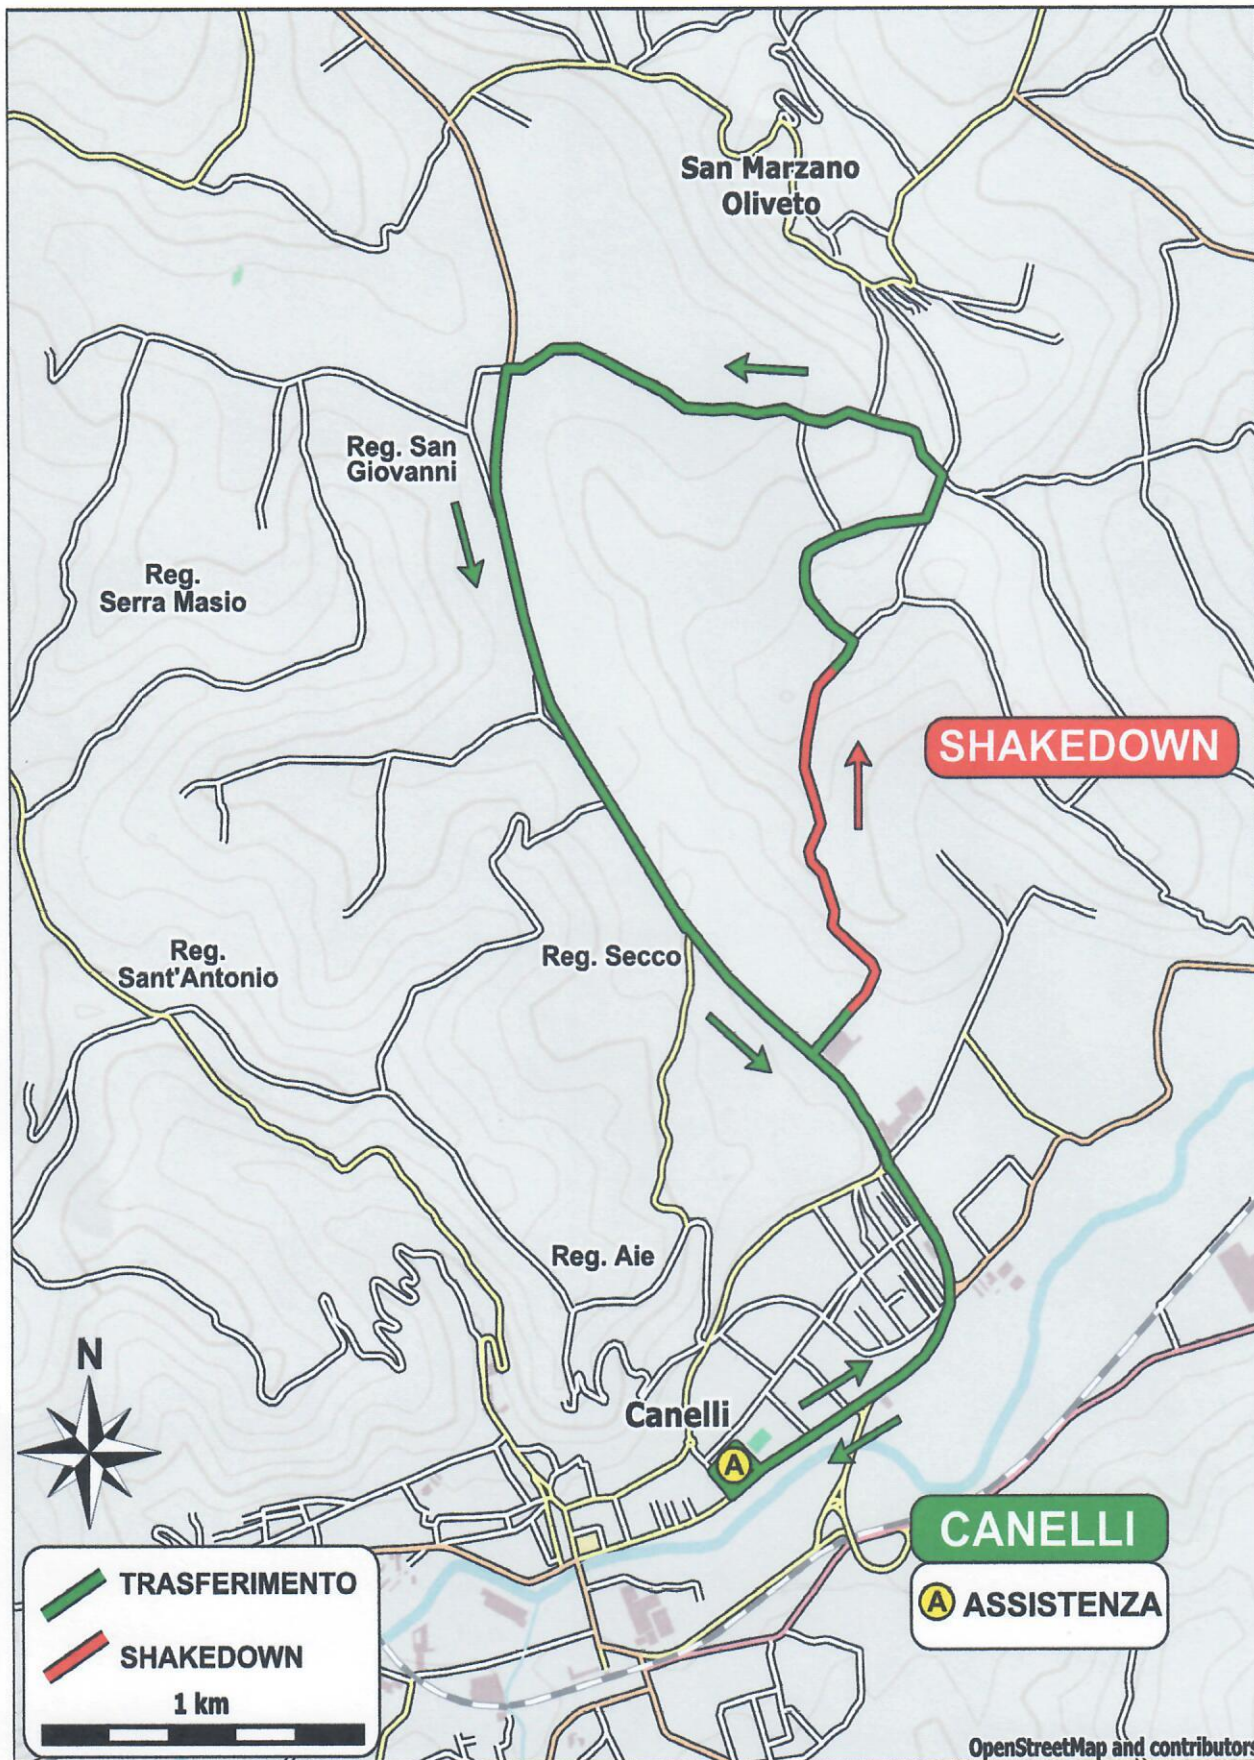 San Marzano
Oliveto
Reg. San
Giovanni
Reg.
Serra Masio
SHAKEDOWN
Reg.
Sant'Antonio
Reg. Secco
Reg. Aie
N
Canelli
A
CANELLI
A ASSISTENZA
TRASFERIMENTO
SHAKEDOWN
1 km
OpenStreetMap and contributors